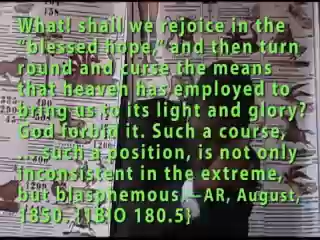 What! shall we rejoice in the
"blessed hope," and then turn
round and curse the means
that heaven has employed to
bring us to its light and glory?
God forbid it. Such a course,
... such a position, is not only
inconsistent in the extreme,
but blasphemous.—AR, August,
1850. {1BIO 180.5}